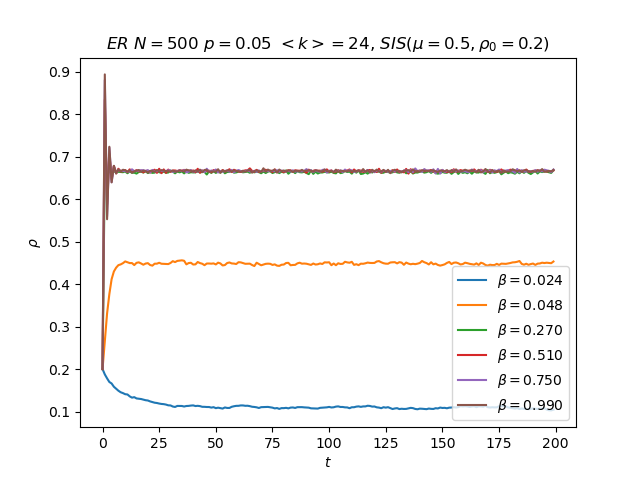 ER N = 500 p = 0.05 < k > = 24, SIS(μ = 0.5, ρ₀ = 0.2)
0.9
0.8
0.7
0.6
0.5
0.4
0.3
0.2
0.1
ρ
β = 0.024
β = 0.048
β = 0.270
β = 0.510
β = 0.750
β = 0.990
0 25 50 75 100 125 150 175 200
t